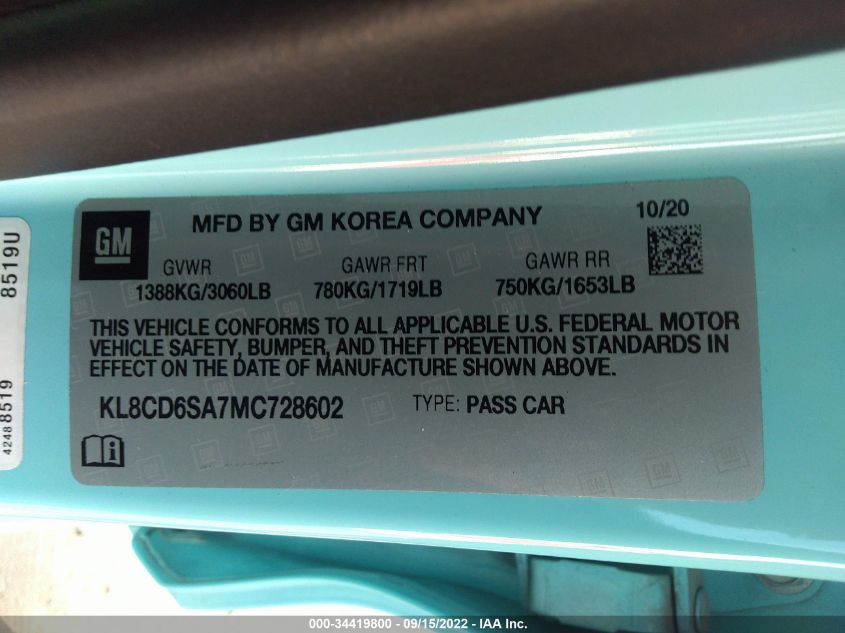 GM
MFD BY GM KOREA COMPANY
10/20
GVWR
GAWR FRT
GAWR RR
1388KG/3060LB
780KG/1719LB
750KG/1653LB
THIS VEHICLE CONFORMS TO ALL APPLICABLE U.S. FEDERAL MOTOR
VEHICLE SAFETY, BUMPER, AND THEFT PREVENTION STANDARDS IN
EFFECT ON THE DATE OF MANUFACTURE SHOWN ABOVE.
KL8CD6SA7MC728602
TYPE: PASS CAR
8519U
4248 8519
000-34419800 - 09/15/2022 - IAA Inc.